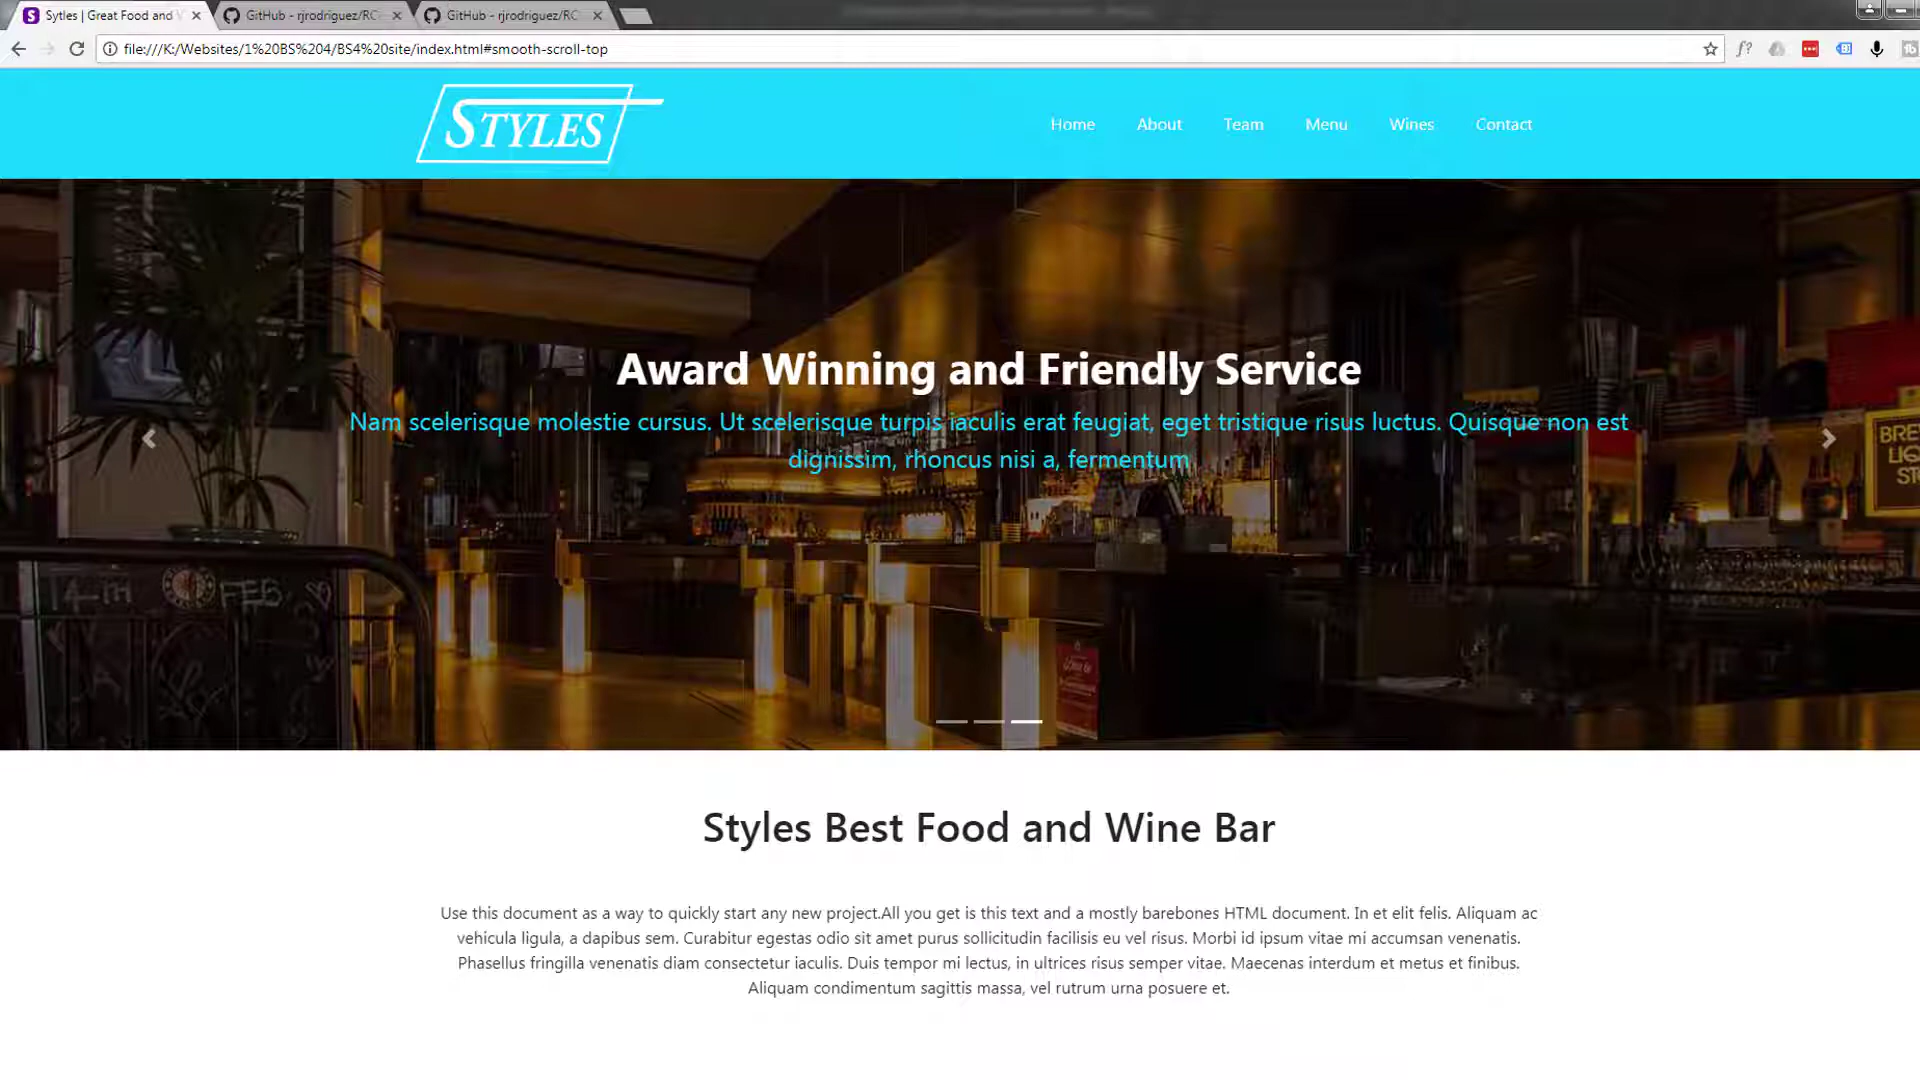 Sytles | Great Food and
GitHub - rjrodriguez/RC
GitHub - rjrodriguez/RC
file:///K:/Websites/1%20BS%204/BS4%20site/index.html#smooth-scroll-top
f?
STYLES
Home
About
Team
Menu
Wines
Contact
Award Winning and Friendly Service
Nam scelerisque molestie cursus. Ut scelerisque turpis iaculis erat feugiat, eget tristique risus luctus. Quisque non est
dignissim, rhoncus nisi a, fermentum
BRE
LIQ
STO
FEB
Styles Best Food and Wine Bar
Use this document as a way to quickly start any new project.All you get is this text and a mostly barebones HTML document. In et elit felis. Aliquam ac
vehicula ligula, a dapibus sem. Curabitur egestas odio sit amet purus sollicitudin facilisis eu vel risus. Morbi id ipsum vitae mi accumsan venenatis.
Phasellus fringilla venenatis diam consectetur iaculis. Duis tempor mi lectus, in ultrices risus semper vitae. Maecenas interdum et metus et finibus.
Aliquam condimentum sagittis massa, vel rutrum urna posuere et.